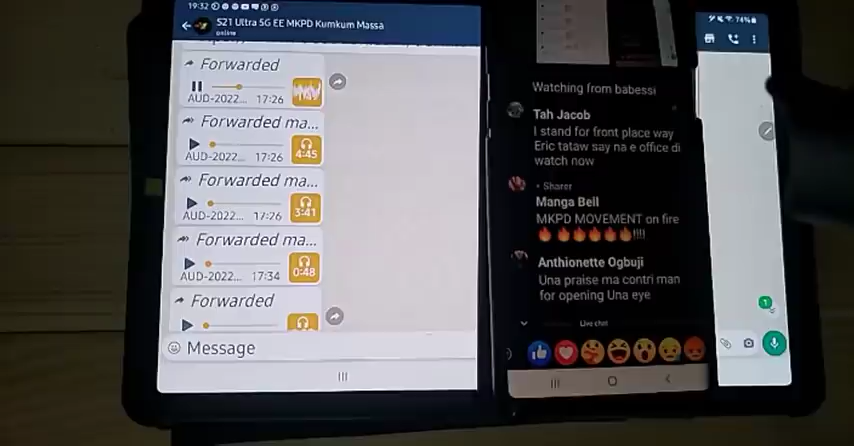 19:32
S21 Ultra 5G EE MKPD Kumkum Massa
online
Forwarded
AUD-2022... 17:26
Forwarded ma...
AUD-2022... 17:26
4:45
Forwarded ma...
AUD-2022... 17:26
3:41
Forwarded ma...
AUD-2022... 17:34
0:48
Forwarded
Message
Watching from babessi
Tah Jacob
I stand for front place way
Eric tataw say na e office di
watch now
• Sharer
Manga Bell
MKPD MOVEMENT on fire
🔥🔥🔥🔥🔥🔥!!!!
Anthionette Ogbuji
Una praise ma contri man
for opening Una eye
Live chat
74%
1